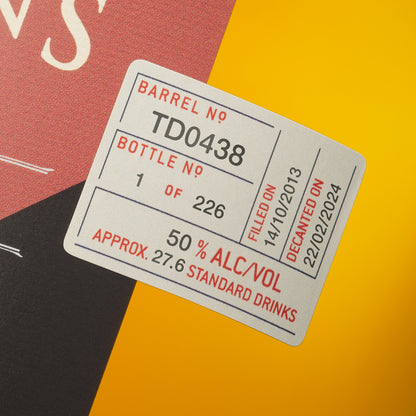 NS
BARREL Nº
TD0438
BOTTLE Nº
1 OF 226
50 % ALC/VOL
APPROX. 27.6 STANDARD DRINKS
FILLED ON
14/10/2013
DECANTED ON
22/02/2024